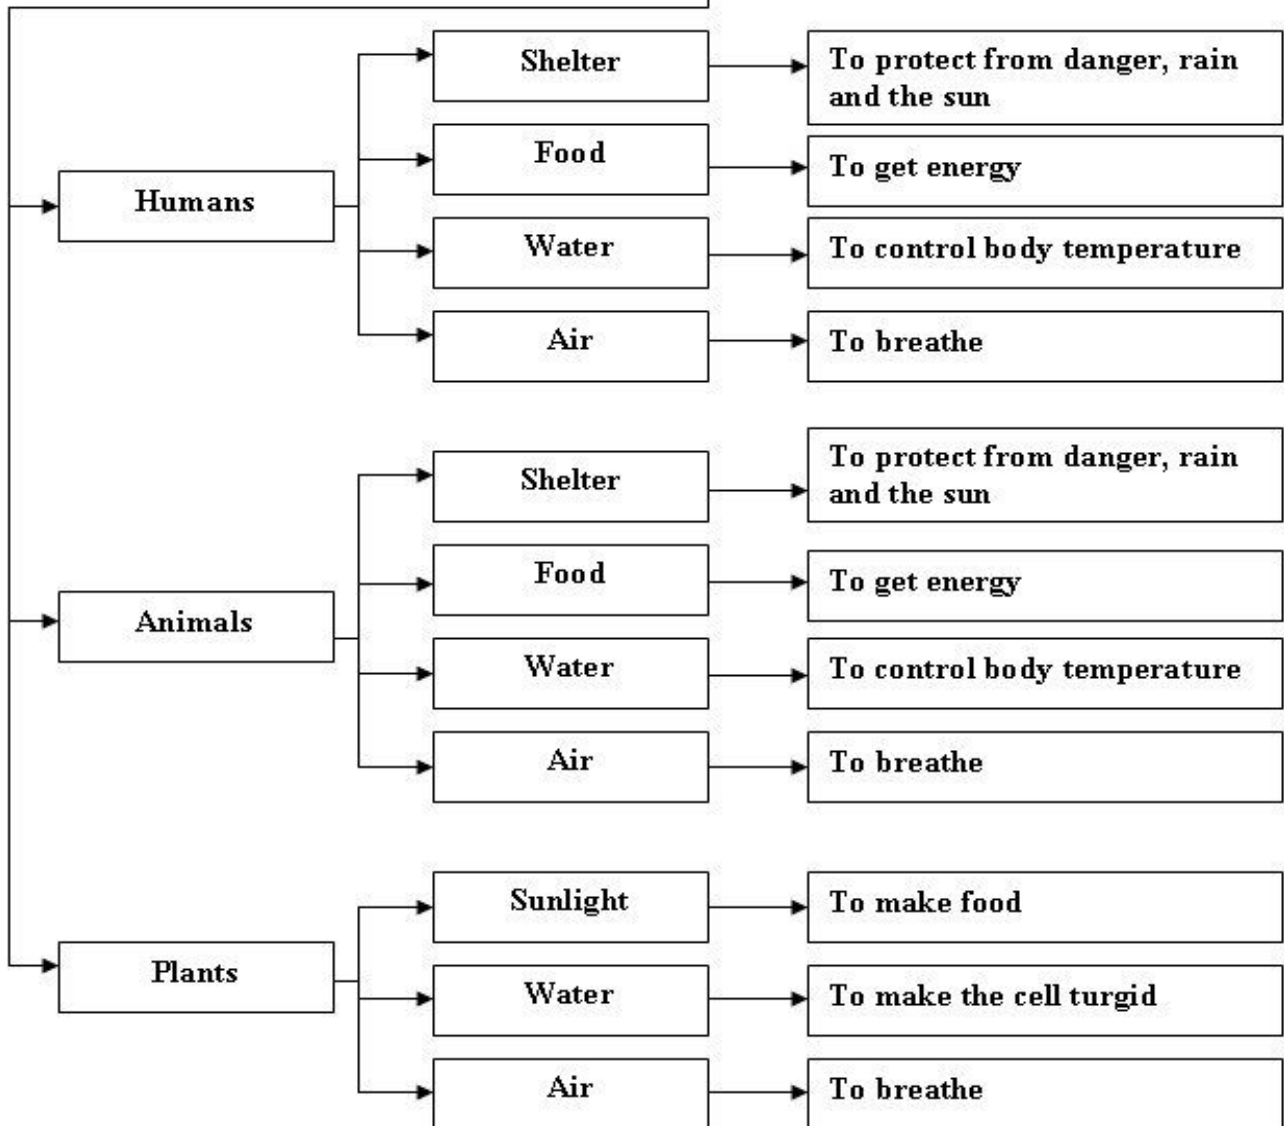 Shelter
To protect from danger, rain
and the sun
Food
To get energy
Humans
Water
To control body temperature
Air
To breathe
Shelter
To protect from danger, rain
and the sun
Food
To get energy
Animals
Water
To control body temperature
Air
To breathe
Sunlight
To make food
Plants
Water
To make the cell turgid
Air
To breathe